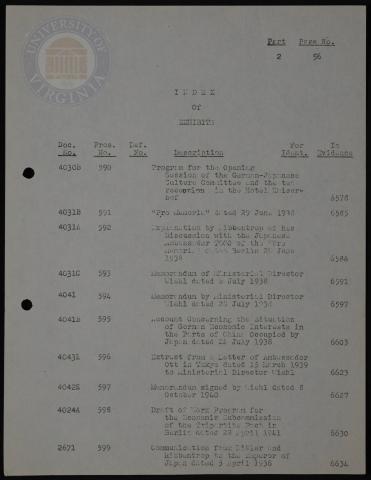 UNIVERSITY OF VIRGINIA
Part Page No.
2 56
INDEX
Of
EXHIBITS
Doc. Pros. Def. For In
No. No. No. Description Ident. Evidence
4030B 590 Program for the Opening
Session of the German-Japanese
Culture Committee and the tea
reception in the Hotel Kaiser-
hof 6578
4031B 591 "Pro Memoria" dated 29 June 1938 6585
4031A 592 Explanation by Ribbentrop of his
Discussion with the Japanese
Ambassador TOGO of the "Pro
Memoria" dated Berlin 29 June
1938 6586
4031C 593 Memorandum of Ministerial Director
Wiehl dated 6 July 1938 6591
4041 594 Memorandum by Ministerial Director
Wiehl dated 28 July 1938 6597
4041B 595 Account Concerning the Situation
of German Economic Interests in
the Parts of China Occupied by
Japan dated 24 July 1938 6603
4043E 596 Extract from a Letter of Ambassador
Ott in Tokyo dated 15 March 1939
to Ministerial Director Wiehl 6623
4042E 597 Memorandum signed by Wiehl dated 8
October 1940 6627
4024A 598 Draft of Work Program for
the Economic Subcommission
of the Tripartite Pact in
Berlin dated 28 April 1941 6630
2671 599 Communication from Hitler and
Ribbentrop to the Emperor of
Japan dated 3 April 1936 6634